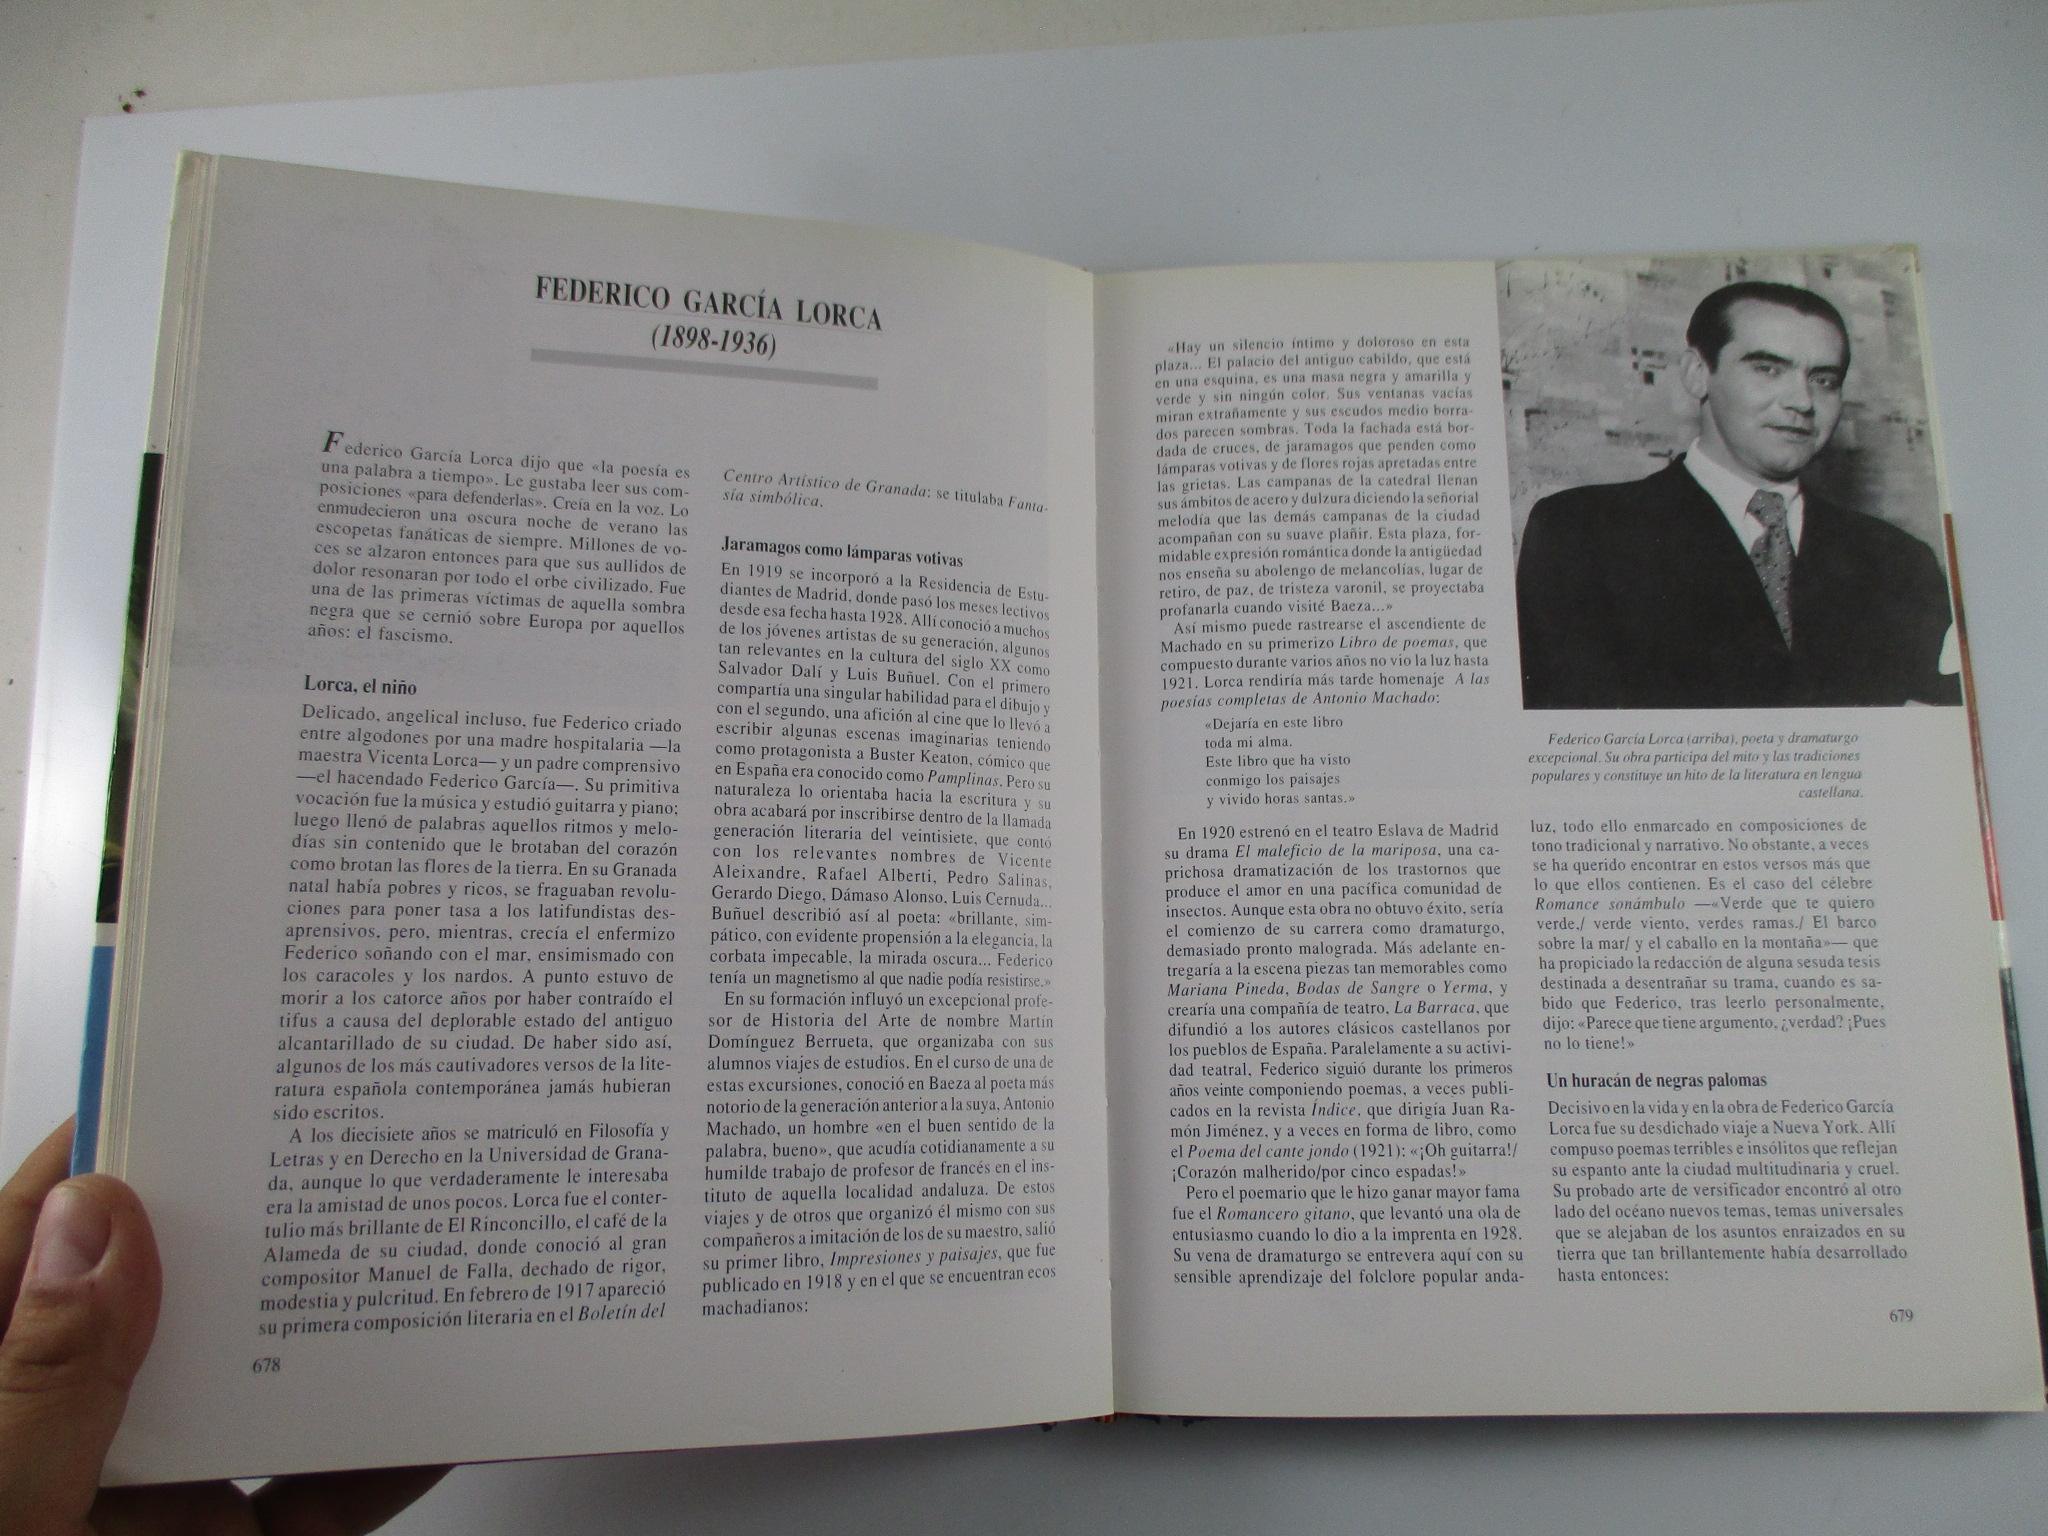 FEDERICO GARCÍA LORCA
(1898-1936)
Federico García Lorca dijo que «la poesía es
una palabra a tiempo». Le gustaba leer sus com-
posiciones «para defenderlas». Creía en la voz. Lo
enmudecieron una oscura noche de verano las
escopetas fanáticas de siempre. Millones de vo-
ces se alzaron entonces para que sus aullidos de
dolor resonaran por todo el orbe civilizado. Fue
una de las primeras víctimas de aquella sombra
negra que se cernió sobre Europa por aquellos
años: el fascismo.
Lorca, el niño
Delicado, angelical incluso, fue Federico criado
entre algodones por una madre hospitalaria —la
maestra Vicenta Lorca— y un padre comprensivo
—el hacendado Federico García—. Su primitiva
vocación fue la música y estudió guitarra y piano;
luego llenó de palabras aquellos ritmos y melo-
días sin contenido que le brotaban del corazón
como brotan las flores de la tierra. En su Granada
natal había pobres y ricos, se fraguaban revolu-
ciones para poner tasa a los latifundistas des-
aprensivos, pero, mientras, crecía el enfermizo
Federico soñando con el mar, ensimismado con
los caracoles y los nardos. A punto estuvo de
morir a los catorce años por haber contraído el
tifus a causa del deplorable estado del antiguo
alcantarillado de su ciudad. De haber sido así,
algunos de los más cautivadores versos de la lite-
ratura española contemporánea jamás hubieran
sido escritos.
A los diecisiete años se matriculó en Filosofía y
Letras y en Derecho en la Universidad de Grana-
da, aunque lo que verdaderamente le interesaba
era la amistad de unos pocos. Lorca fue el conter-
tulio más brillante de El Rinconcillo, el café de la
Alameda de su ciudad, donde conoció al gran
compositor Manuel de Falla, dechado de rigor,
modestia y pulcritud. En febrero de 1917 apareció
su primera composición literaria en el Boletín del
678
Centro Artístico de Granada: se titulaba Fanta-
sía simbólica.
Jaramagos como lámparas votivas
En 1919 se incorporó a la Residencia de Estu-
diantes de Madrid, donde pasó los meses lectivos
desde esa fecha hasta 1928. Allí conoció a muchos
de los jóvenes artistas de su generación, algunos
tan relevantes en la cultura del siglo XX como
Salvador Dalí y Luis Buñuel. Con el primero
compartía una singular habilidad para el dibujo y
con el segundo, una afición al cine que lo llevó a
escribir algunas escenas imaginarias teniendo
como protagonista a Buster Keaton, cómico que
en España era conocido como Pamplinas. Pero su
naturaleza lo orientaba hacia la escritura y su
obra acabará por inscribirse dentro de la llamada
generación literaria del veintisiete, que contó
con los relevantes nombres de Vicente
Aleixandre, Rafael Alberti, Pedro Salinas,
Gerardo Diego, Dámaso Alonso, Luis Cernuda...
Buñuel describió así al poeta: «brillante, sim-
pático, con evidente propensión a la elegancia, la
corbata impecable, la mirada oscura... Federico
tenía un magnetismo al que nadie podía resistirse.»
En su formación influyó un excepcional profe-
sor de Historia del Arte de nombre Martín
Domínguez Berrueta, que organizaba con sus
alumnos viajes de estudios. En el curso de una de
estas excursiones, conoció en Baeza al poeta más
notorio de la generación anterior a la suya, Antonio
Machado, un hombre «en el buen sentido de la
palabra, bueno», que acudía cotidianamente a su
humilde trabajo de profesor de francés en el ins-
tituto de aquella localidad andaluza. De estos
viajes y de otros que organizó él mismo con sus
compañeros a imitación de los de su maestro, salió
su primer libro, Impresiones y paisajes, que fue
publicado en 1918 y en el que se encuentran ecos
machadianos:
«Hay un silencio íntimo y doloroso en esta
plaza... El palacio del antiguo cabildo, que está
en una esquina, es una masa negra y amarilla y
verde y sin ningún color. Sus ventanas vacías
miran extrañamente y sus escudos medio borra-
dos parecen sombras. Toda la fachada está bor-
dada de cruces, de jaramagos que penden como
lámparas votivas y de flores rojas apretadas entre
las grietas. Las campanas de la catedral llenan
sus ámbitos de acero y dulzura diciendo la señorial
melodía que las demás campanas de la ciudad
acompañan con su suave plañir. Esta plaza, for-
midable expresión romántica donde la antigüedad
nos enseña su abolengo de melancolías, lugar de
retiro, de paz, de tristeza varonil, se proyectaba
profanarla cuando visité Baeza...»
Así mismo puede rastrearse el ascendiente de
Machado en su primerizo Libro de poemas, que
compuesto durante varios años no vio la luz hasta
1921. Lorca rendiría más tarde homenaje A las
poesías completas de Antonio Machado:
«Dejaría en este libro
toda mi alma.
Este libro que ha visto
conmigo los paisajes
y vivido horas santas.»
En 1920 estrenó en el teatro Eslava de Madrid
su drama El maleficio de la mariposa, una ca-
prichosa dramatización de los trastornos que
produce el amor en una pacífica comunidad de
insectos. Aunque esta obra no obtuvo éxito, sería
el comienzo de su carrera como dramaturgo,
demasiado pronto malograda. Más adelante en-
tregaría a la escena piezas tan memorables como
Mariana Pineda, Bodas de Sangre o Yerma, y
crearía una compañía de teatro, La Barraca, que
difundió a los autores clásicos castellanos por
los pueblos de España. Paralelamente a su activi-
dad teatral, Federico siguió durante los primeros
años veinte componiendo poemas, a veces publi-
cados en la revista Índice, que dirigía Juan Ra-
món Jiménez, y a veces en forma de libro, como
el Poema del cante jondo (1921): «¡Oh guitarra!/
¡Corazón malherido/por cinco espadas!»
Pero el poemario que le hizo ganar mayor fama
fue el Romancero gitano, que levantó una ola de
entusiasmo cuando lo dio a la imprenta en 1928.
Su vena de dramaturgo se entrevera aquí con su
sensible aprendizaje del folclore popular anda-
Federico García Lorca (arriba), poeta y dramaturgo
excepcional. Su obra participa del mito y las tradiciones
populares y constituye un hito de la literatura en lengua
castellana.
luz, todo ello enmarcado en composiciones de
tono tradicional y narrativo. No obstante, a veces
se ha querido encontrar en estos versos más que
lo que ellos contienen. Es el caso del célebre
Romance sonámbulo —«Verde que te quiero
verde,/ verde viento, verdes ramas./ El barco
sobre la mar/ y el caballo en la montaña»— que
ha propiciado la redacción de alguna sesuda tesis
destinada a desentrañar su trama, cuando es sa-
bido que Federico, tras leerlo personalmente,
dijo: «Parece que tiene argumento, ¿verdad? ¡Pues
no lo tiene!»
Un huracán de negras palomas
Decisivo en la vida y en la obra de Federico García
Lorca fue su desdichado viaje a Nueva York. Allí
compuso poemas terribles e insólitos que reflejan
su espanto ante la ciudad multitudinaria y cruel.
Su probado arte de versificador encontró al otro
lado del océano nuevos temas, temas universales
que se alejaban de los asuntos enraizados en su
tierra que tan brillantemente había desarrollado
hasta entonces:
679